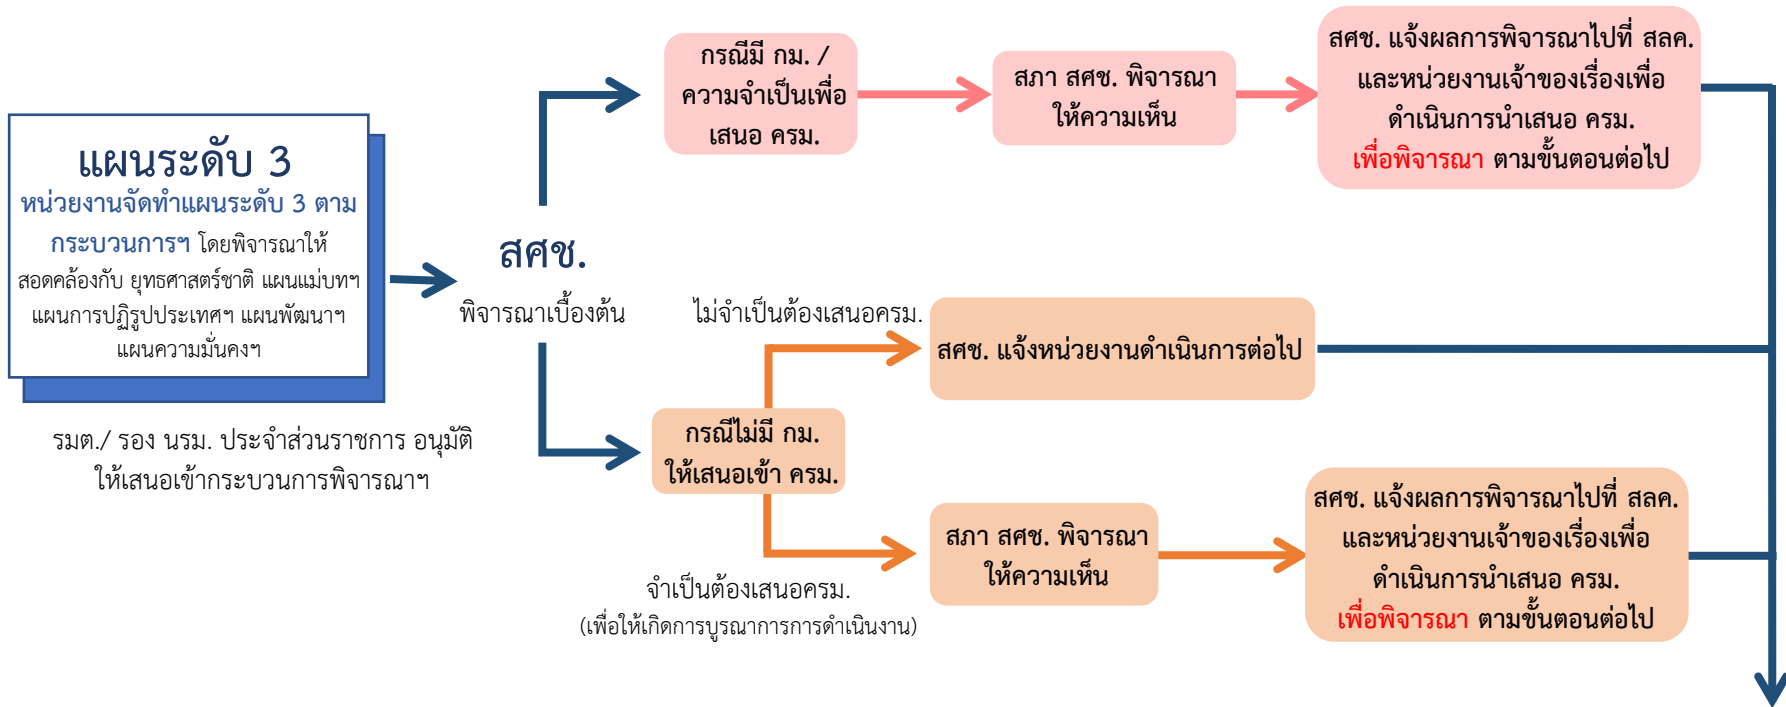 แผนระดับ 3
หน่วยงานจัดทำแผนระดับ 3 ตาม
กระบวนการฯ โดยพิจารณาให้
สอดคล้องกับ ยุทธศาสตร์ชาติ แผนแม่บทฯ
แผนการปฏิรูปประเทศฯ แผนพัฒนาฯ
แผนความมั่นคงฯ
รมต./ รอง นรม. ประจำส่วนราชการ อนุมัติ
ให้เสนอเข้ากระบวนการพิจารณาฯ
สศช.
พิจารณาเบื้องต้น
กรณีมี กม. /
ความจำเป็นเพื่อ
เสนอ ครม.
สภา สศช. พิจารณา
ให้ความเห็น
สศช. แจ้งผลการพิจารณาไปที่ สลค.
และหน่วยงานเจ้าของเรื่องเพื่อ
ดำเนินการนำเสนอ ครม.
เพื่อพิจารณา ตามขั้นตอนต่อไป
กรณีไม่มี กม.
ให้เสนอเข้า ครม.
ไม่จำเป็นต้องเสนอครม.
สศช. แจ้งหน่วยงานดำเนินการต่อไป
จำเป็นต้องเสนอครม.
(เพื่อให้เกิดการบูรณาการการดำเนินงาน)
สภา สศช. พิจารณา
ให้ความเห็น
สศช. แจ้งผลการพิจารณาไปที่ สลค.
และหน่วยงานเจ้าของเรื่องเพื่อ
ดำเนินการนำเสนอ ครม.
เพื่อพิจารณา ตามขั้นตอนต่อไป